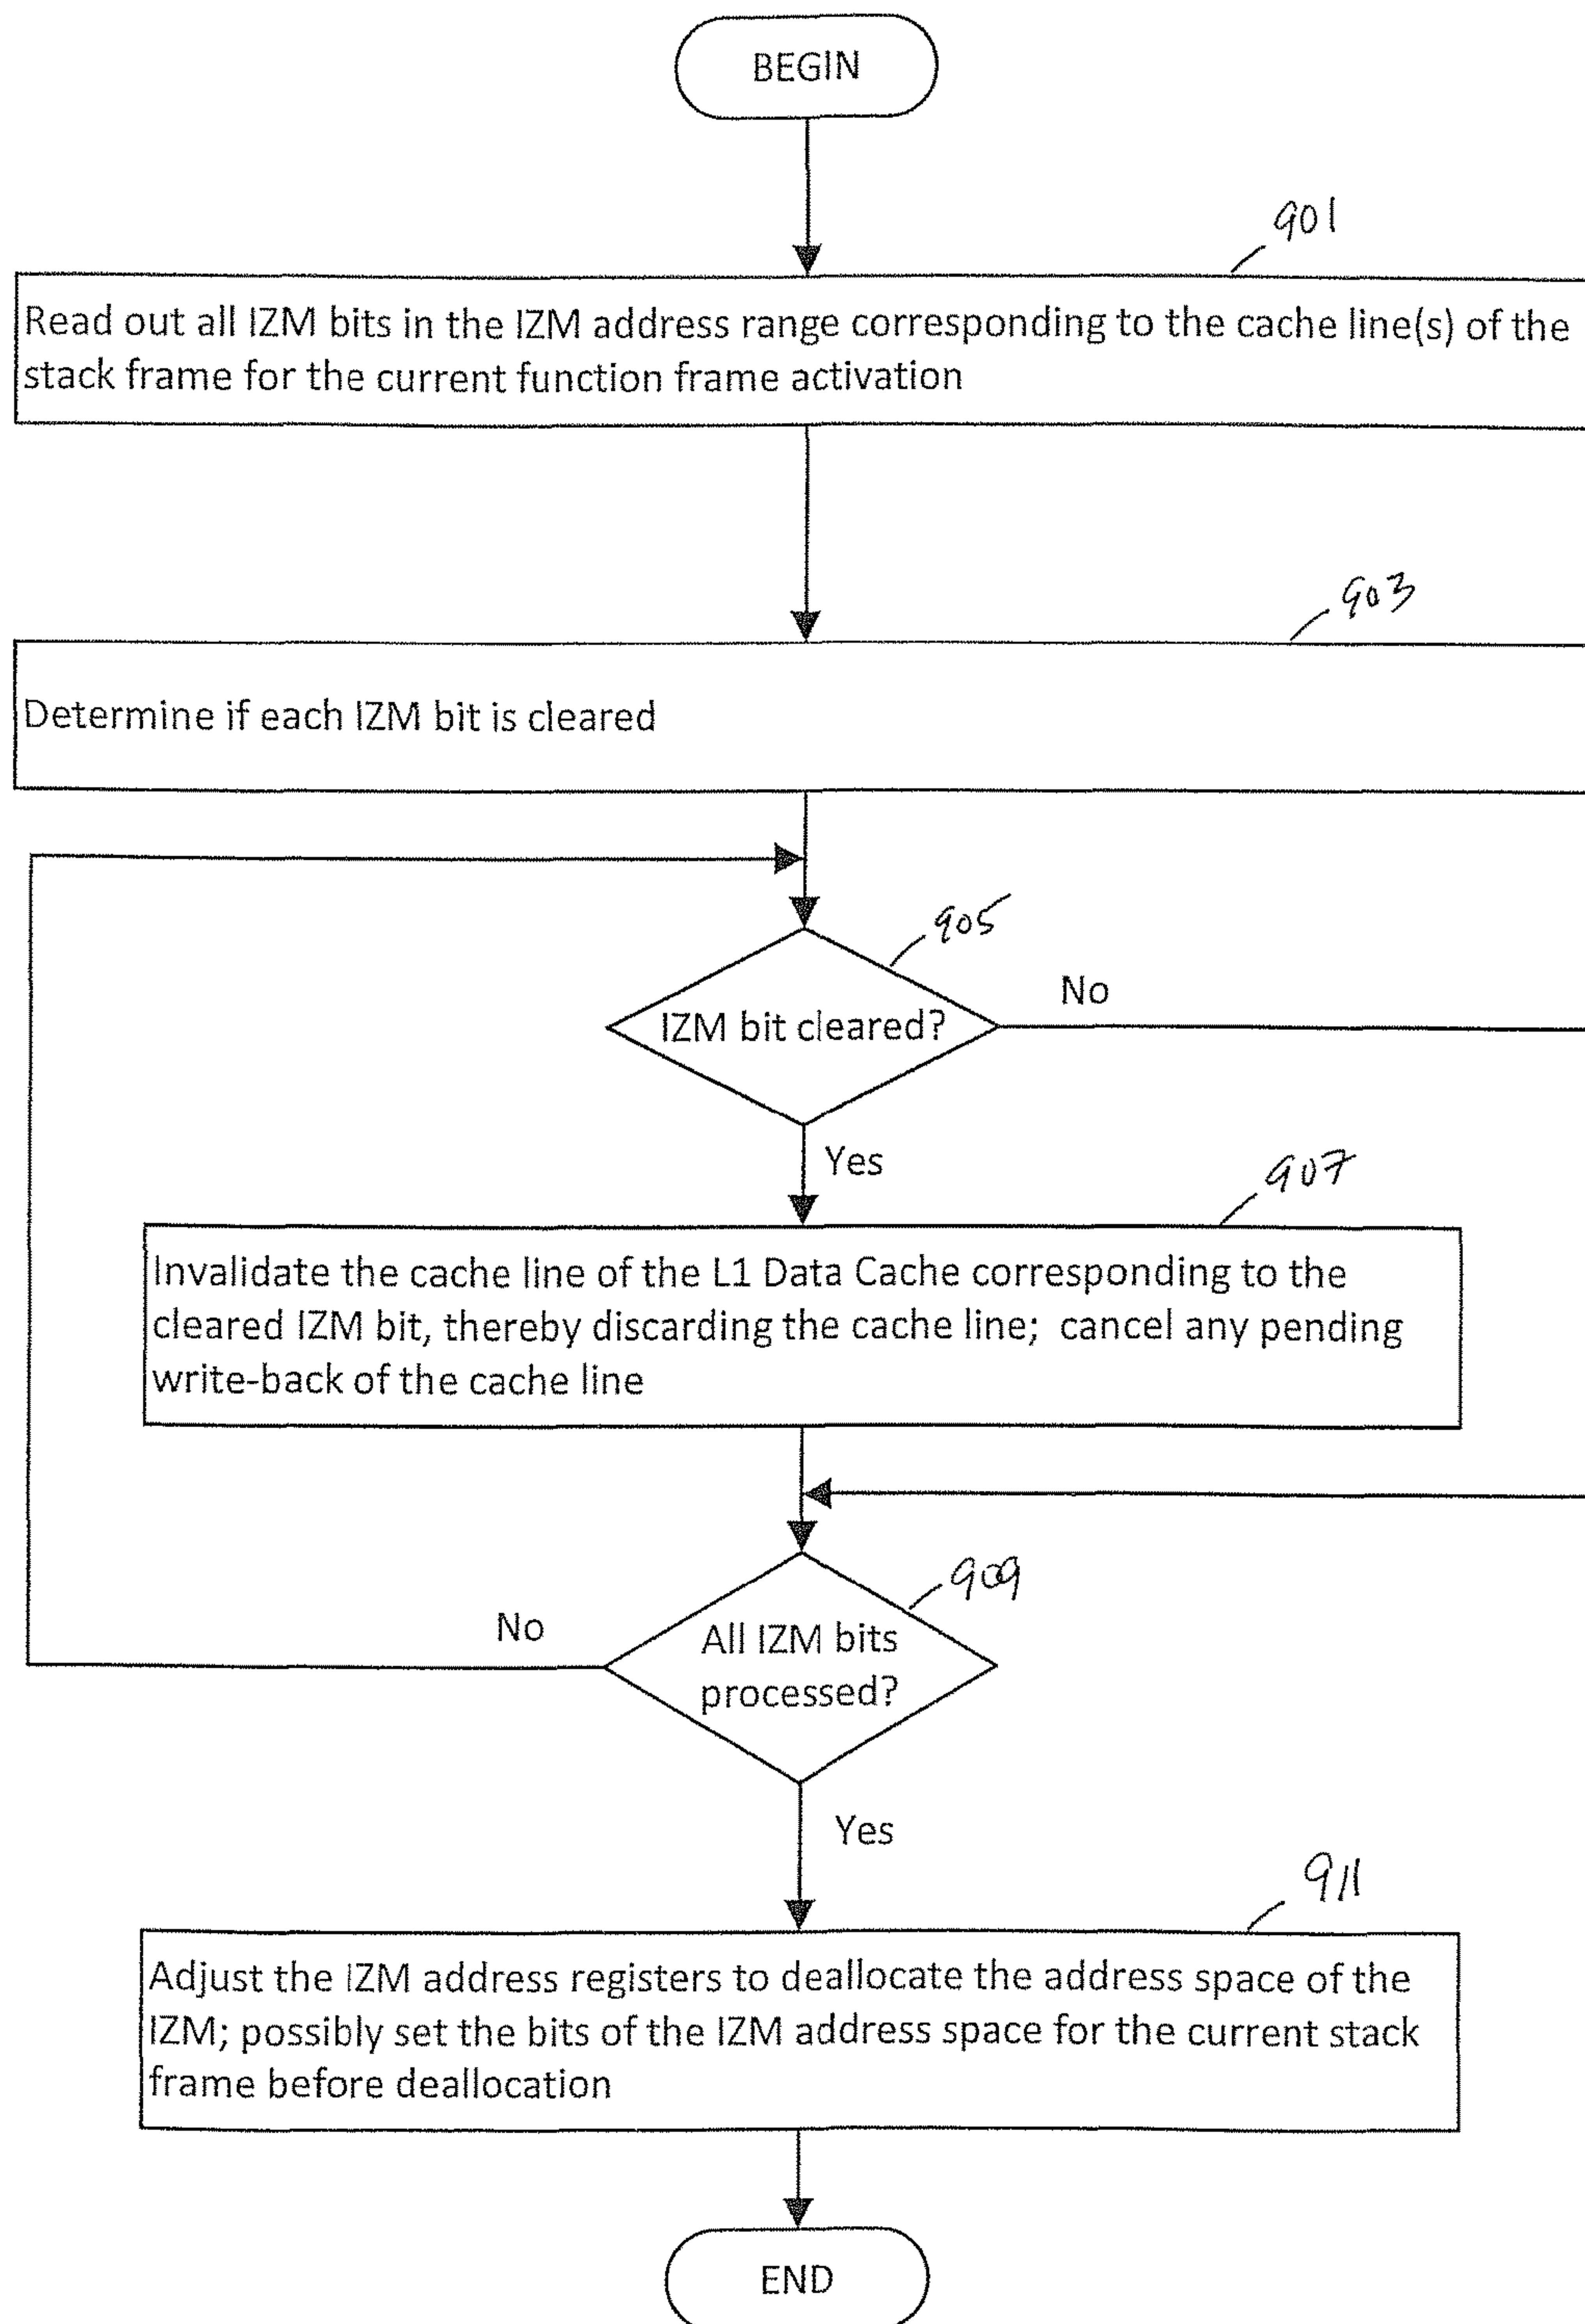 BEGIN
901
Read out all IZM bits in the IZM address range corresponding to the cache line(s) of the
stack frame for the current function frame activation
903
Determine if each IZM bit is cleared
905
No
IZM bit cleared?
Yes
907
Invalidate the cache line of the L1 Data Cache corresponding to the
cleared IZM bit, thereby discarding the cache line; cancel any pending
write-back of the cache line
909
No
All IZM bits
processed?
Yes
911
Adjust the IZM address registers to deallocate the address space of the
IZM; possibly set the bits of the IZM address space for the current stack
frame before deallocation
END